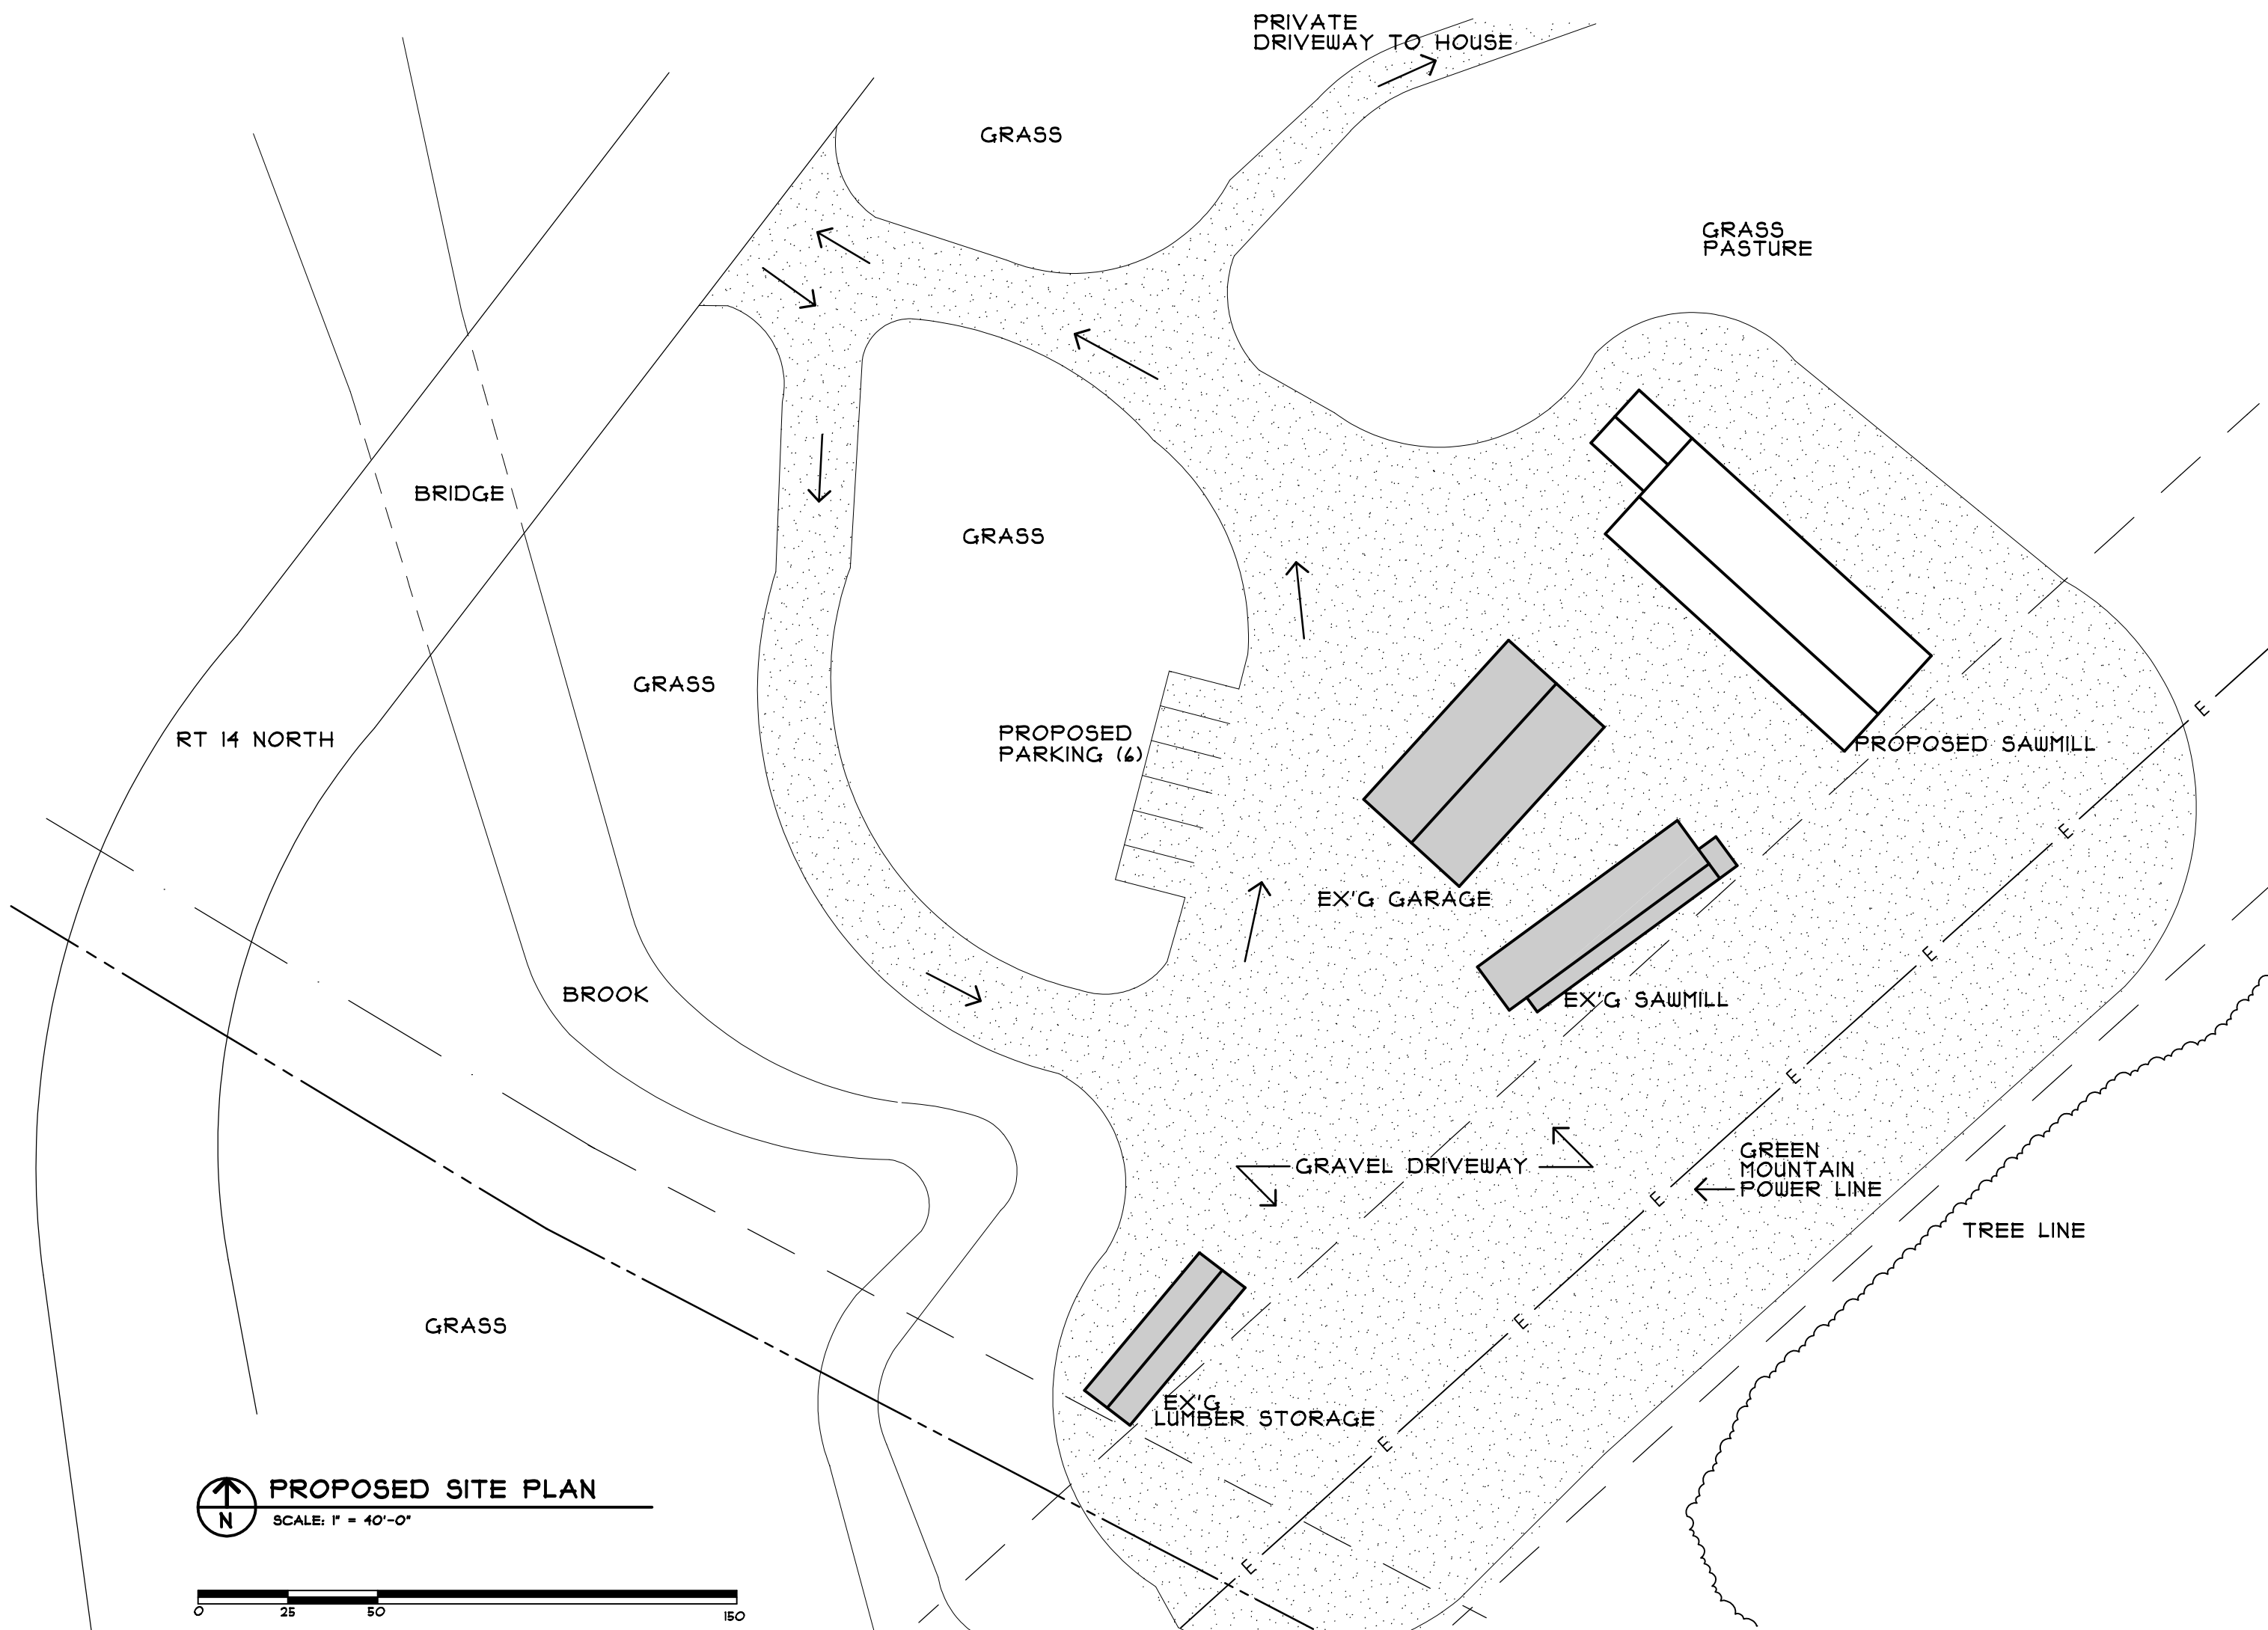 PRIVATE
DRIVEWAY TO HOUSE
GRASS
GRASS
PASTURE
BRIDGE
GRASS
GRASS
RT 14 NORTH
PROPOSED
PARKING (6)
PROPOSED SAWMILL
E
E
EX'G GARAGE
E
BROOK
EX'G SAWMILL
E
GRAVEL DRIVEWAY
GREEN
MOUNTAIN
POWER LINE
E
TREE LINE
E
GRASS
EX'G
LUMBER STORAGE
E
E
N
PROPOSED SITE PLAN
SCALE: 1" = 40'-0"
0 25 50 150